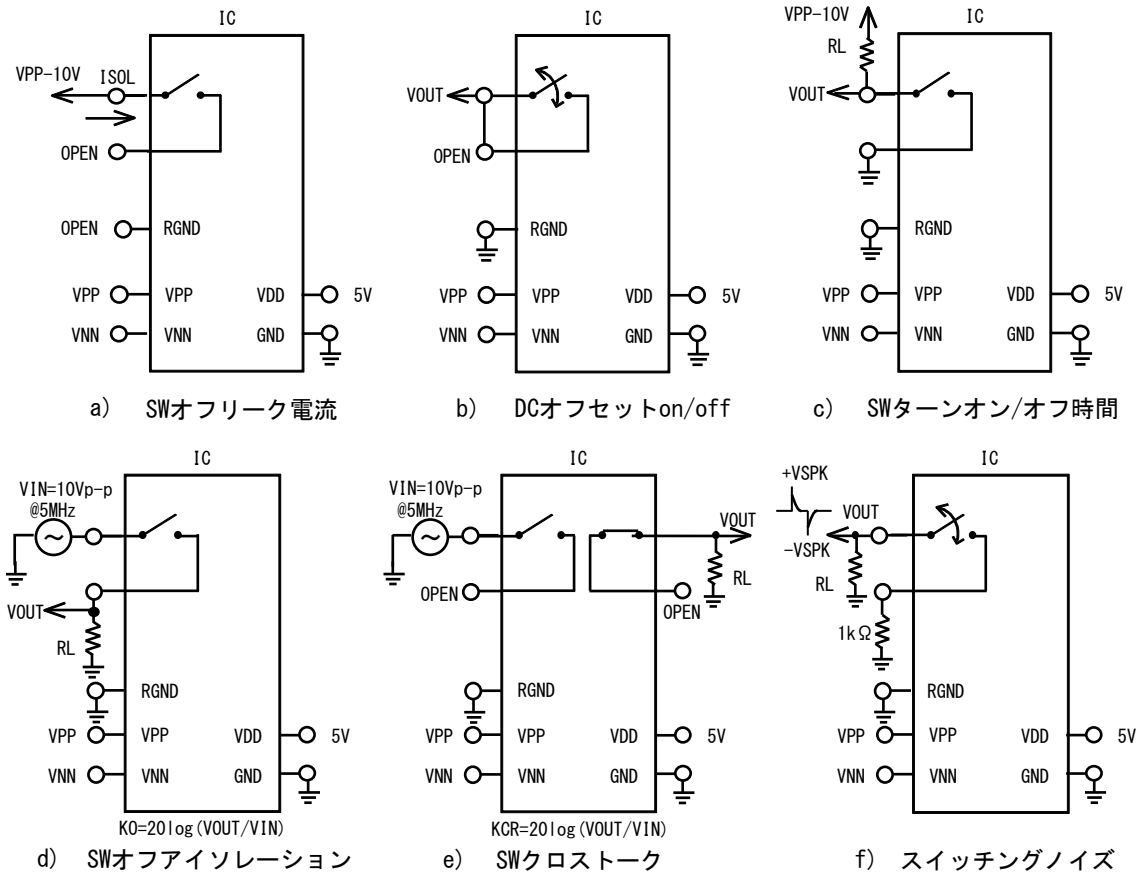 IC
VPP-10V ISOL
OPEN
OPEN RGND
VPP VPP VDD 5V
VNN VNN GND
a) SWオフリーク電流
IC
VOUT
OPEN
RGND
VPP VPP VDD 5V
VNN VNN GND
b) DCオフセットon/off
VPP-10V
IC
RL
VOUT
RGND
VPP VPP VDD 5V
VNN VNN GND
c) SWターンオン/オフ時間
IC
VIN=10Vp-p
@5MHz
~
VOUT
RL
RGND
VPP VPP VDD 5V
VNN VNN GND
KO=20log(VOUT/VIN)
d) SWオフアイソレーション
IC
VIN=10Vp-p
@5MHz
~
VOUT
RL
OPEN
OPEN
RGND
VPP VPP VDD 5V
VNN VNN GND
KCR=20log(VOUT/VIN)
e) SWクロストーク
IC
+VSPK
VOUT
-VSPK
RL
1kΩ
RGND
VPP VPP VDD 5V
VNN VNN GND
f) スイッチングノイズ